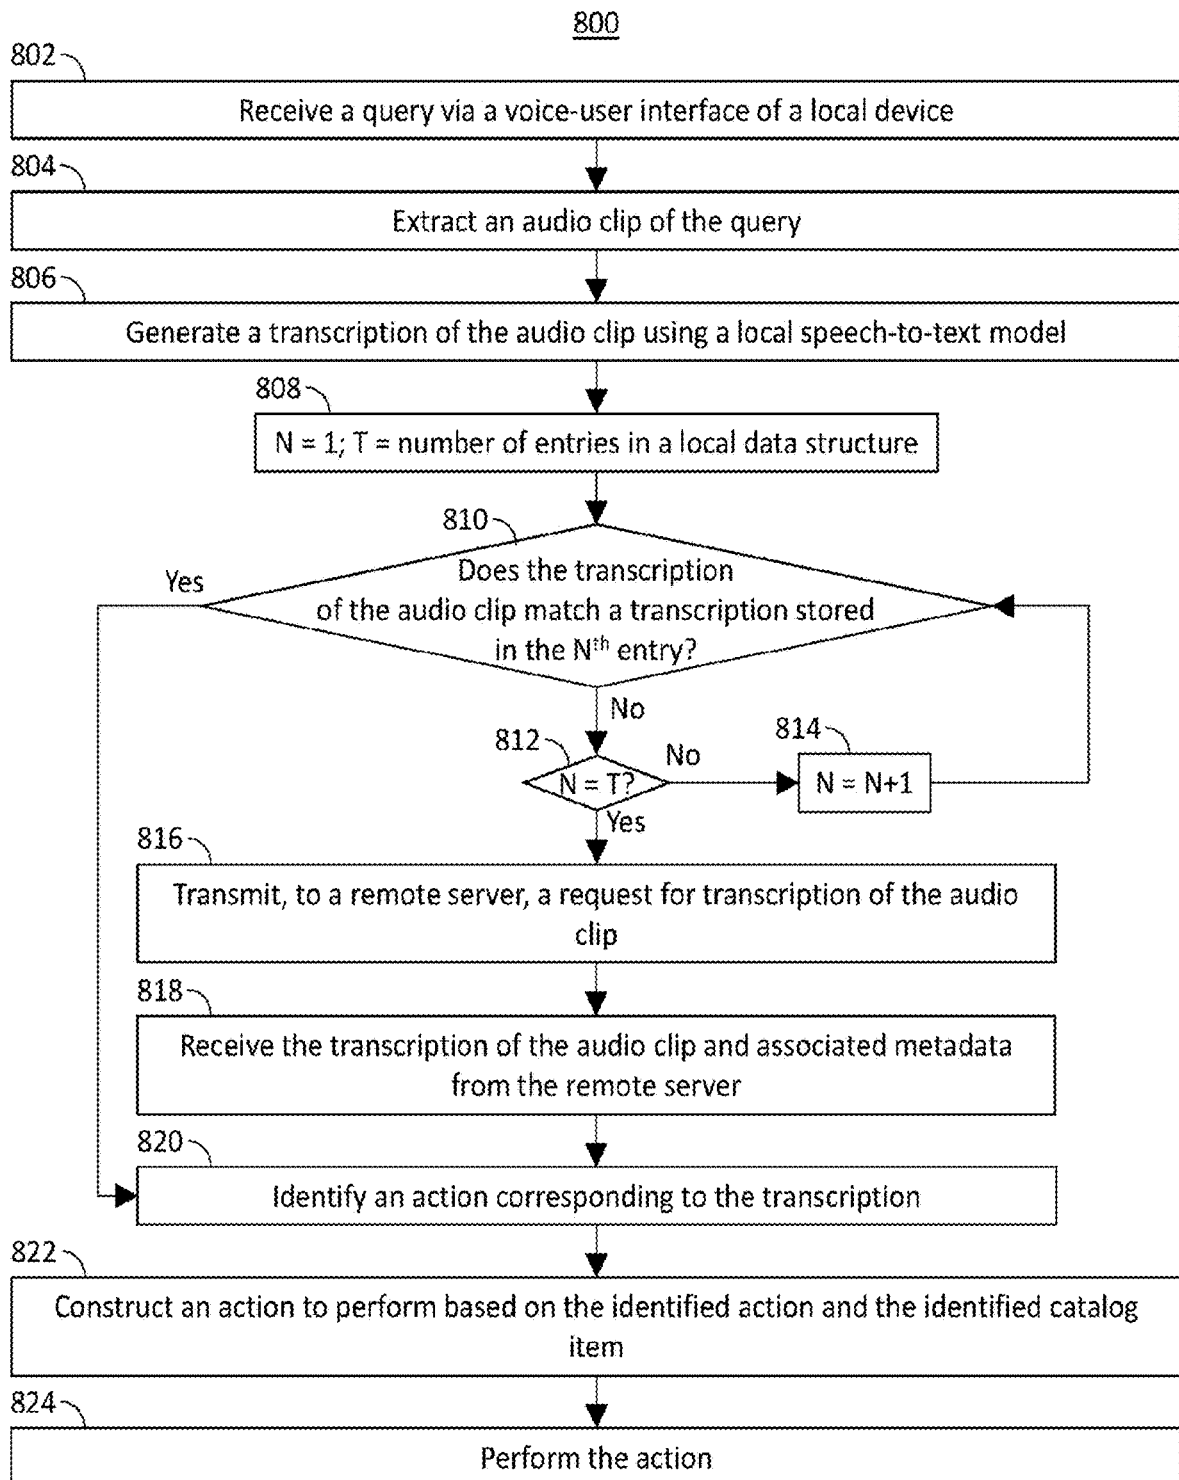 800
802
Receive a query via a voice-user interface of a local device
804
Extract an audio clip of the query
806
Generate a transcription of the audio clip using a local speech-to-text model
808
N = 1; T = number of entries in a local data structure
810
Does the transcription
of the audio clip match a transcription stored
in the Nth entry?
Yes
No
812
N = T?
No
814
N = N+1
Yes
816
Transmit, to a remote server, a request for transcription of the audio
clip
818
Receive the transcription of the audio clip and associated metadata
from the remote server
820
Identify an action corresponding to the transcription
822
Construct an action to perform based on the identified action and the identified catalog
item
824
Perform the action